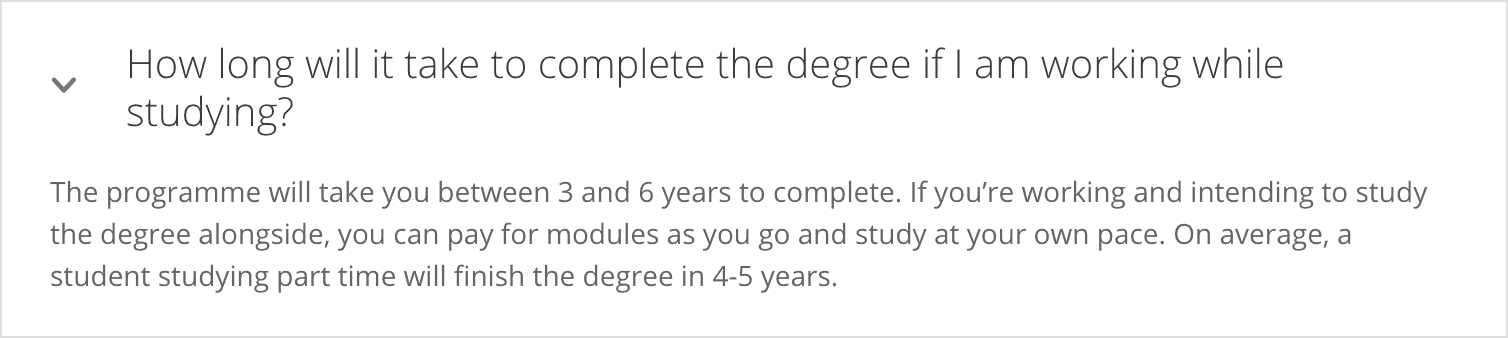 How long will it take to complete the degree if I am working while
studying?
The programme will take you between 3 and 6 years to complete. If you’re working and intending to study
the degree alongside, you can pay for modules as you go and study at your own pace. On average, a
student studying part time will finish the degree in 4-5 years.